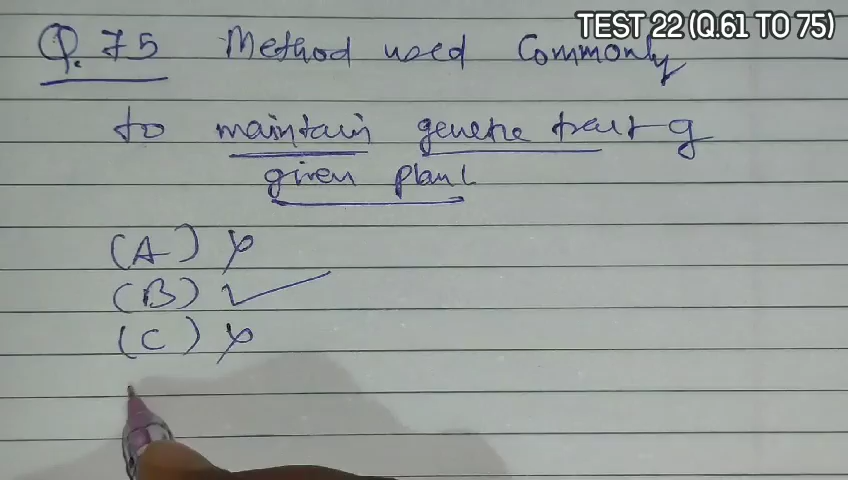 TEST 22 (Q.61 TO 75)
Q. 75 Method used Commonly
to maintain genetic trait of
given plant
(A) ✗
(B) ✓
(C) ✗